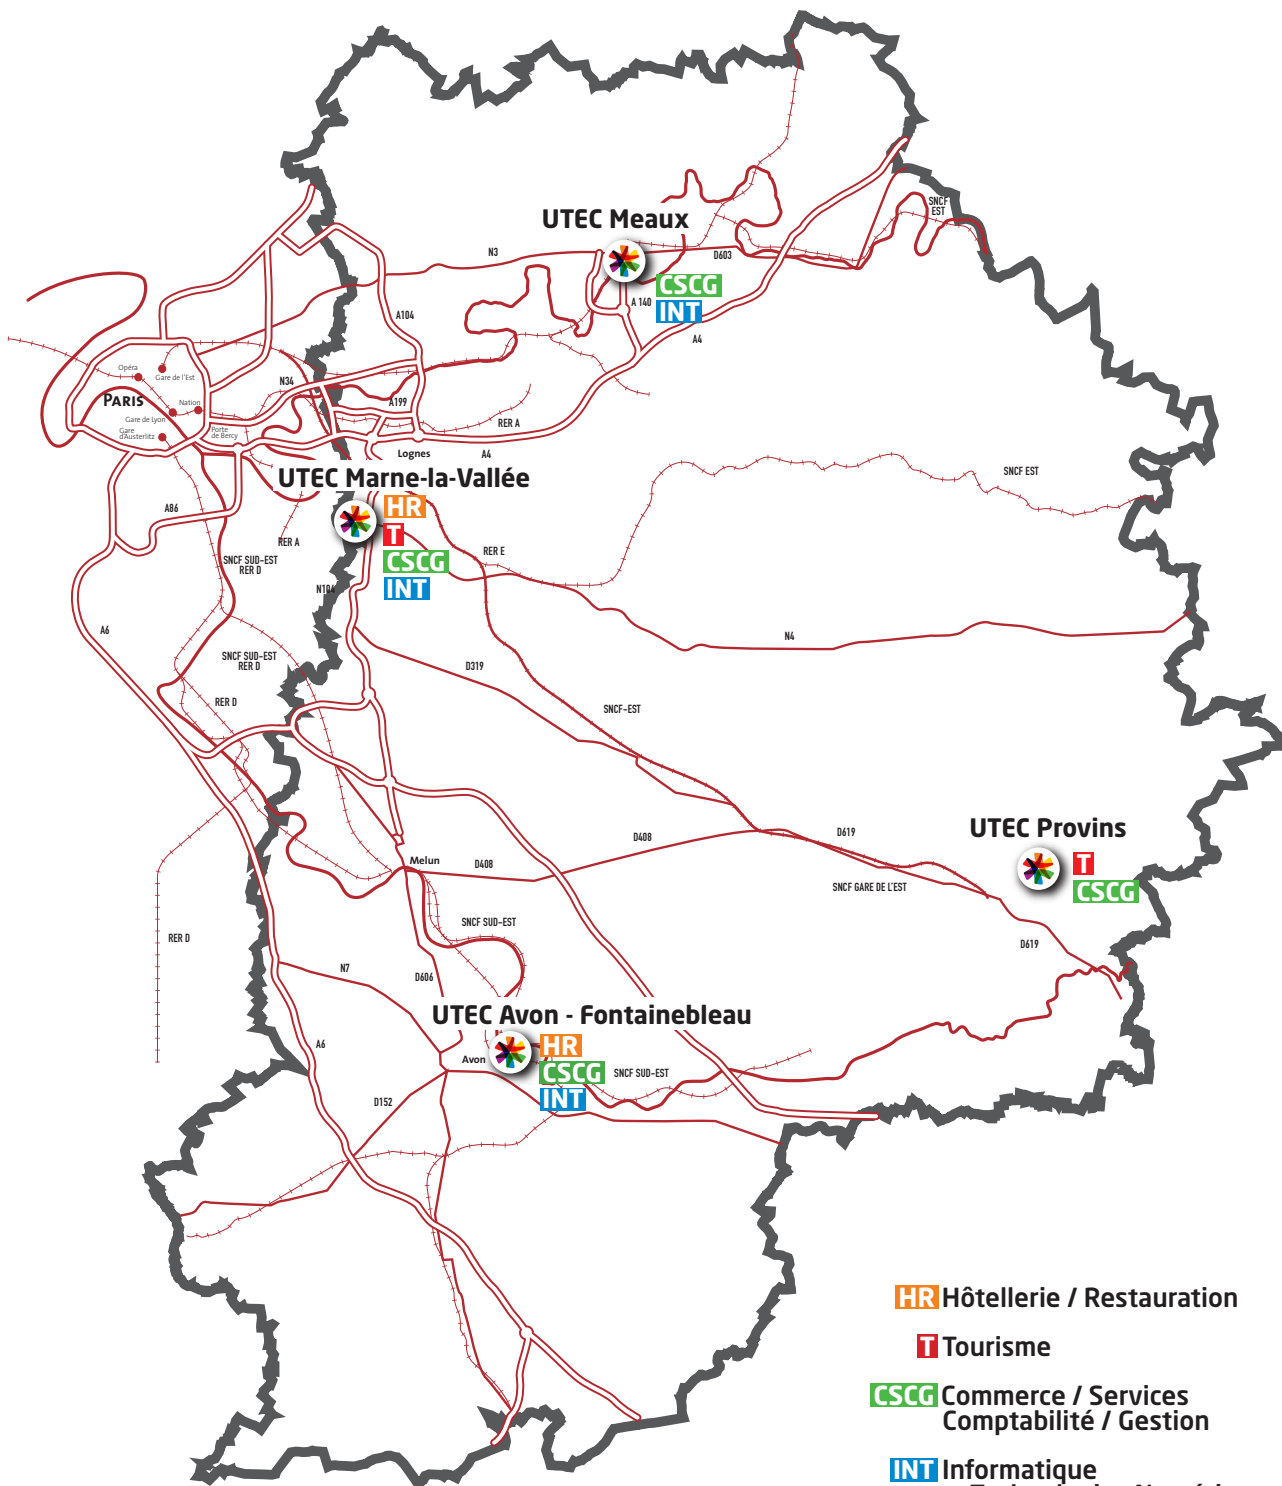 UTEC Meaux
SNCF
EST
N3
D603
CSCG
INT
A 140
A104
A4
Opéra
Gare de l'Est
N34
PARIS
Nation
A199
Gare de Lyon
Gare
d'Austerlitz
Porte
de Bercy
RER A
Lognes
A4
UTEC Marne-la-Vallée
SNCF EST
HR
T
CSCG
INT
A86
RER A
RER E
SNCF SUD-EST
RER D
N104
A6
N4
SNCF SUD-EST
RER D
D319
RER D
SNCF-EST
UTEC Provins
D619
D408
T
CSCG
Melun
D408
SNCF GARE DE L'EST
SNCF SUD-EST
RER D
D619
N7
D606
UTEC Avon - Fontainebleau
A6
HR
CSCG
INT
Avon
SNCF SUD-EST
D152
HR Hôtellerie / Restauration
T Tourisme
CSCG Commerce / Services
Comptabilité / Gestion
INT Informatique